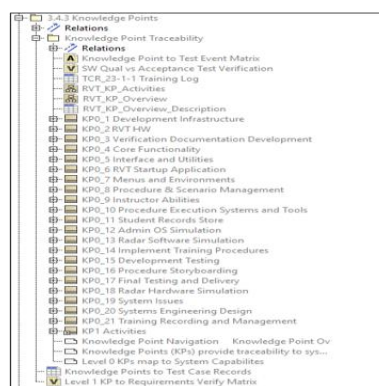 3.4.3 Knowledge Points
Relations
Knowledge Point Traceability
Relations
Knowledge Point to Test Event Matrix
SW Qual vs Acceptance Test Verification
TCR_23-1-1 Training Log
RVT_KP_Activities
RVT_KP_Overview
RVT_KP_Overview_Description
KP0_1 Development Infrastructure
KP0_2 RVT HW
KP0_3 Verification Documentation Development
KP0_4 Core Functionality
KP0_5 Interface and Utilities
KP0_6 RVT Startup Application
KP0_7 Menus and Environments
KP0_8 Procedure & Scenario Management
KP0_9 Instructor Abilities
KP0_10 Procedure Execution Systems and Tools
KP0_11 Student Records Store
KP0_12 Admin OS Simulation
KP0_13 Radar Software Simulation
KP0_14 Implement Training Procedures
KP0_15 Development Testing
KP0_16 Procedure Storyboarding
KP0_17 Final Testing and Delivery
KP0_18 Radar Hardware Simulation
KP0_19 System Issues
KP0_20 Systems Engineering Design
KP0_21 Training Recording and Management
KP1 Activities
Knowledge Point Navigation Knowledge Point Ov
Knowledge Points (KPs) provide traceability to sys...
Level 0 KPs map to System Capabilites
Knowledge Points to Test Case Records
Level 1 KP to Requirements Verify Matrix